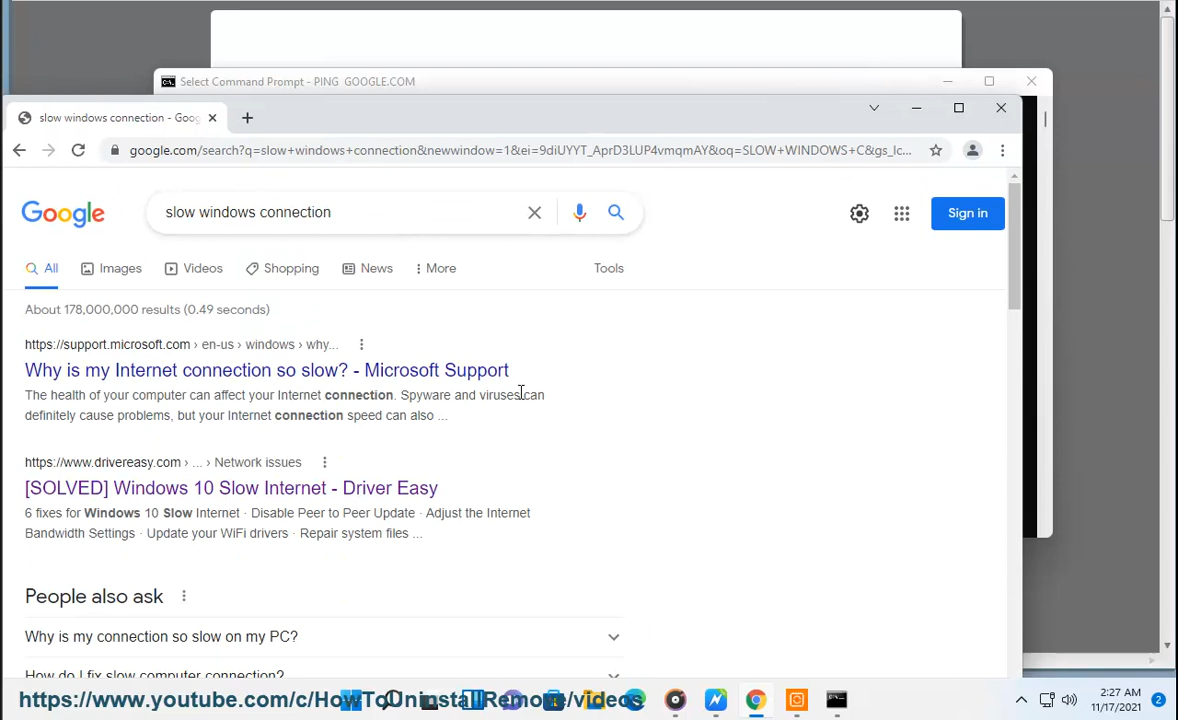 Select Command Prompt - PING GOOGLE.COM
slow windows connection - Goog
google.com/search?q=slow+windows+connection&newwindow=1&ei=9diUYYT_AprD3LUP4vmqmAY&oq=SLOW+WINDOWS+C&gs_lc...
Google
slow windows connection
Sign in
All
Images
Videos
Shopping
News
More
Tools
About 178,000,000 results (0.49 seconds)
https://support.microsoft.com › en-us › windows › why...
Why is my Internet connection so slow? - Microsoft Support
The health of your computer can affect your Internet connection. Spyware and viruses can
definitely cause problems, but your Internet connection speed can also ...
https://www.drivereasy.com › ... › Network issues
[SOLVED] Windows 10 Slow Internet - Driver Easy
6 fixes for Windows 10 Slow Internet · Disable Peer to Peer Update · Adjust the Internet
Bandwidth Settings · Update your WiFi drivers · Repair system files ...
People also ask
Why is my connection so slow on my PC?
How do I fix slow computer connection?
https://www.youtube.com/c/HowToUninstallRemove/videos
2:27 AM
11/17/2021
2